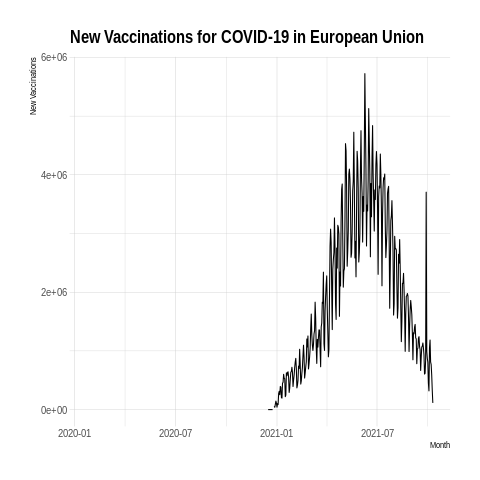 New Vaccinations for COVID-19 in European Union
New Vaccinations
6e+06
4e+06
2e+06
0e+00
2020-01 2020-07 2021-01 2021-07
Month